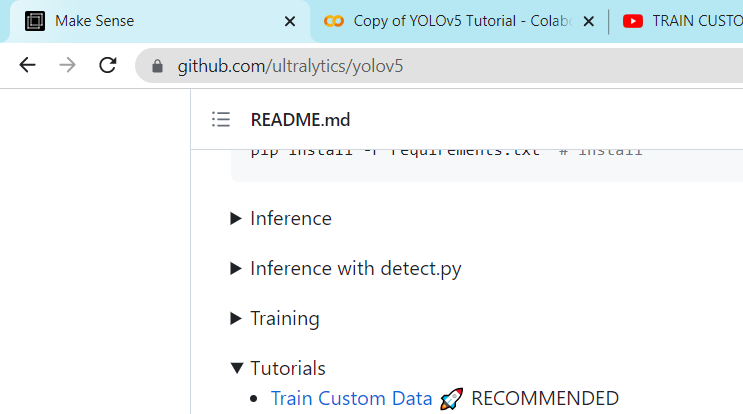 Make Sense
Copy of YOLOv5 Tutorial - Colab
TRAIN CUSTO
github.com/ultralytics/yolov5
README.md
pip install -r requirements.txt # install
Inference
Inference with detect.py
Training
Tutorials
Train Custom Data 🚀 RECOMMENDED